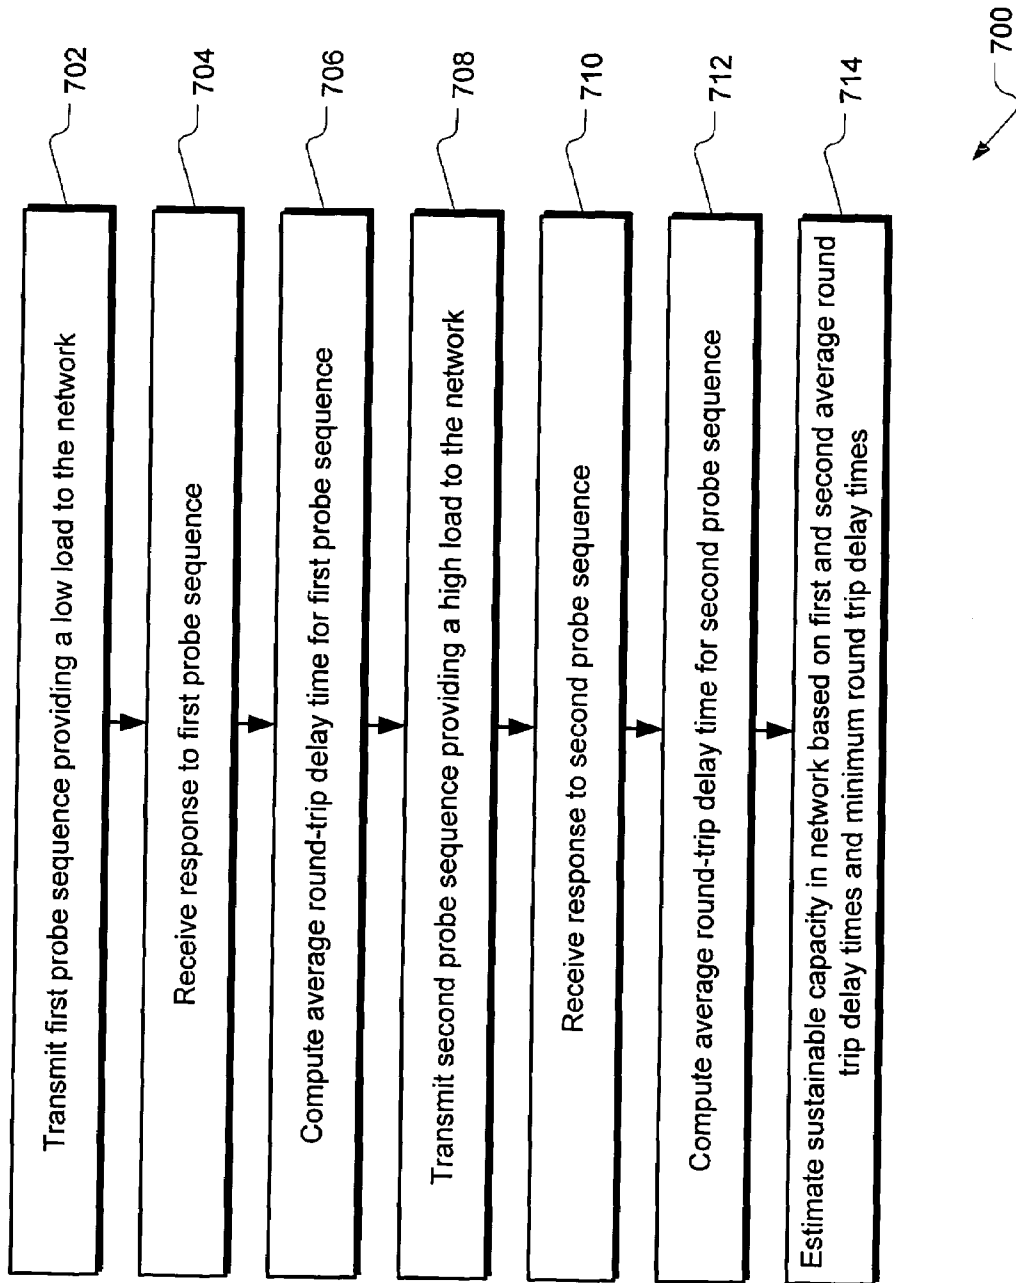 Transmit first probe sequence providing a low load to the network
702
Receive response to first probe sequence
704
Compute average round-trip delay time for first probe sequence
706
Transmit second probe sequence providing a high load to the network
708
Receive response to second probe sequence
710
Compute average round-trip delay time for second probe sequence
712
Estimate sustainable capacity in network based on first and second average round
trip delay times and minimum round trip delay times
714
700